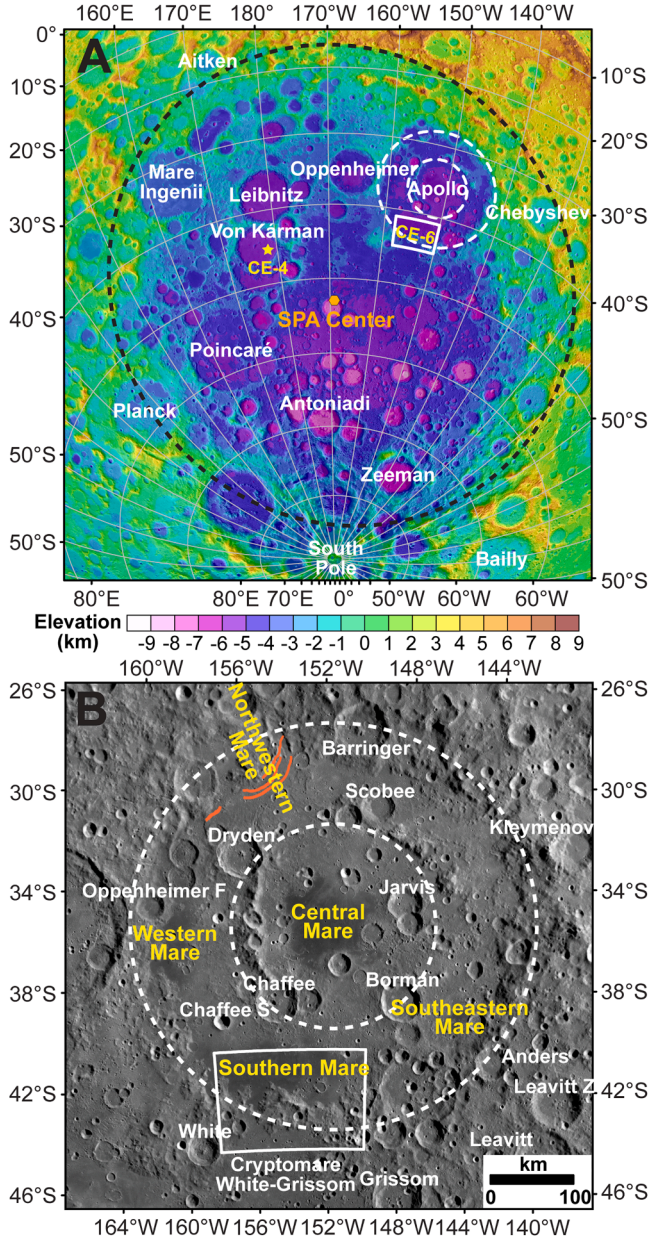 160°E 170°E 180° 170°W 160°W 150°W 140°W
A
0°
10°S
20°S
30°S
40°S
50°S
50°S
10°S
20°S
30°S
40°S
50°S
50°S
Aitken
Mare
Ingenii
Oppenheimer
Leibnitz
Apollo
Chebyshev
Von Kármán
CE-6
CE-4
SPA Center
Poincaré
Planck
Antoniadi
Zeeman
South
Pole
Bailly
80°E 80°E 70°E 0° 50°W 60°W 60°W
Elevation
(km)
-9 -8 -7 -6 -5 -4 -3 -2 -1 0 1 2 3 4 5 6 7 8 9
160°W 156°W 152°W 148°W 144°W
B
26°S
30°S
34°S
38°S
42°S
46°S
26°S
30°S
34°S
38°S
42°S
46°S
Northwestern
Mare
Barringer
Scobee
Kleymenov
Dryden
Oppenheimer F
Jarvis
Central
Mare
Western
Mare
Chaffee
Borman
Chaffee S
Southeastern
Mare
Southern Mare
Anders
Leavitt Z
White
Leavitt
Cryptomare
White-Grissom
Grissom
km
0 100
164°W 160°W 156°W 152°W 148°W 144°W 140°W